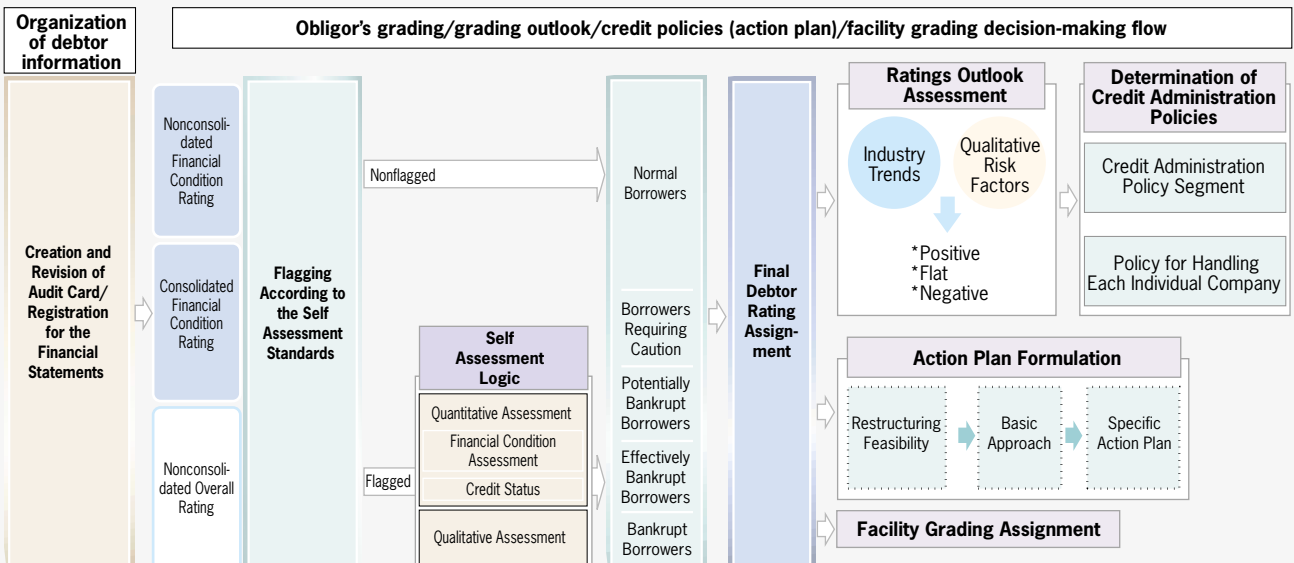 Organization
of debtor
information
Obligor's grading/grading outlook/credit policies (action plan)/facility grading decision-making flow
Creation and
Revision of
Audit Card/
Registration
for the
Financial
Statements
Nonconsoli-
dated
Financial
Condition
Rating
Consolidated
Financial
Condition
Rating
Nonconsoli-
dated Overall
Rating
Flagging
According to
the Self
Assessment
Standards
Nonflagged
Flagged
Self
Assessment
Logic
Quantitative Assessment
Financial Condition
Assessment
Credit Status
Qualitative Assessment
Normal
Borrowers
Borrowers
Requiring
Caution
Potentially
Bankrupt
Borrowers
Effectively
Bankrupt
Borrowers
Bankrupt
Borrowers
Final
Debtor
Rating
Assign-
ment
Ratings Outlook
Assessment
Industry
Trends
Qualitative
Risk
Factors
*Positive
*Flat
*Negative
Determination of
Credit Administration
Policies
Credit Administration
Policy Segment
Policy for Handling
Each Individual Company
Action Plan Formulation
Restructuring
Feasibility
Basic
Approach
Specific
Action Plan
Facility Grading Assignment